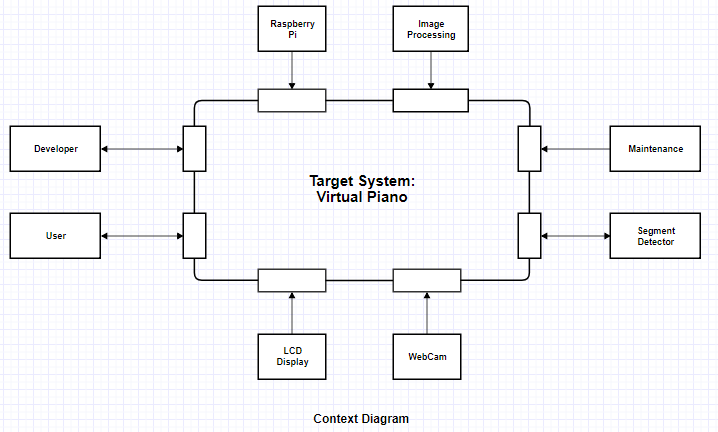 Raspberry
Pi
Image
Processing
Developer
Maintenance
Target System:
Virtual Piano
User
Segment
Detector
LCD
Display
WebCam
Context Diagram